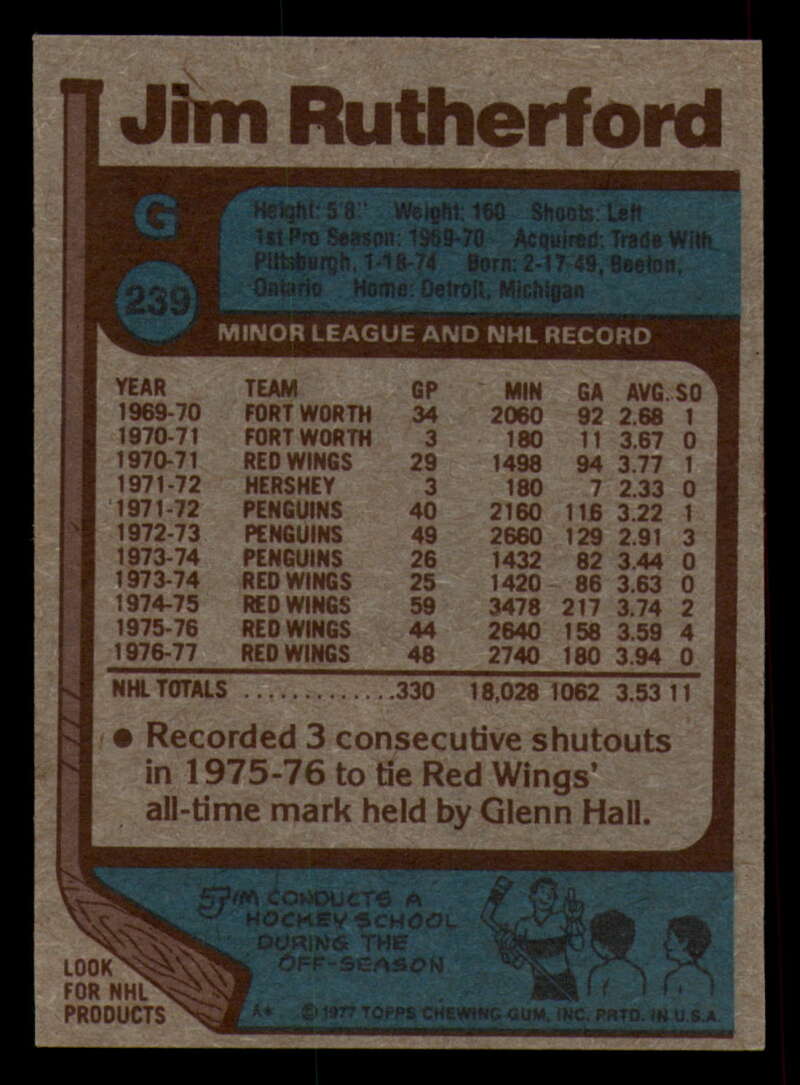 Jim Rutherford
G
239
Height: 5'8" Weight: 160 Shoots: Left
1st Pro Season: 1969-70 Acquired: Trade With
Pittsburgh, 1-18-74 Born: 2-17-49, Beeton,
Ontario Home: Detroit, Michigan
MINOR LEAGUE AND NHL RECORD
YEAR TEAM GP MIN GA AVG. SO
1969-70 FORT WORTH 34 2060 92 2.68 1
1970-71 FORT WORTH 3 180 11 3.67 0
1970-71 RED WINGS 29 1498 94 3.77 1
1971-72 HERSHEY 3 180 7 2.33 0
1971-72 PENGUINS 40 2160 116 3.22 1
1972-73 PENGUINS 49 2660 129 2.91 3
1973-74 PENGUINS 26 1432 82 3.44 0
1973-74 RED WINGS 25 1420 86 3.63 0
1974-75 RED WINGS 59 3478 217 3.74 2
1975-76 RED WINGS 44 2640 158 3.59 4
1976-77 RED WINGS 48 2740 180 3.94 0
NHL TOTALS .............330 18,028 1062 3.53 11
● Recorded 3 consecutive shutouts
in 1975-76 to tie Red Wings'
all-time mark held by Glenn Hall.
JIM CONDUCTS A
HOCKEY SCHOOL
DURING THE
OFF-SEASON
LOOK
FOR NHL
PRODUCTS
A* © 1977 TOPPS CHEWING GUM, INC. PRTD. IN U.S.A.